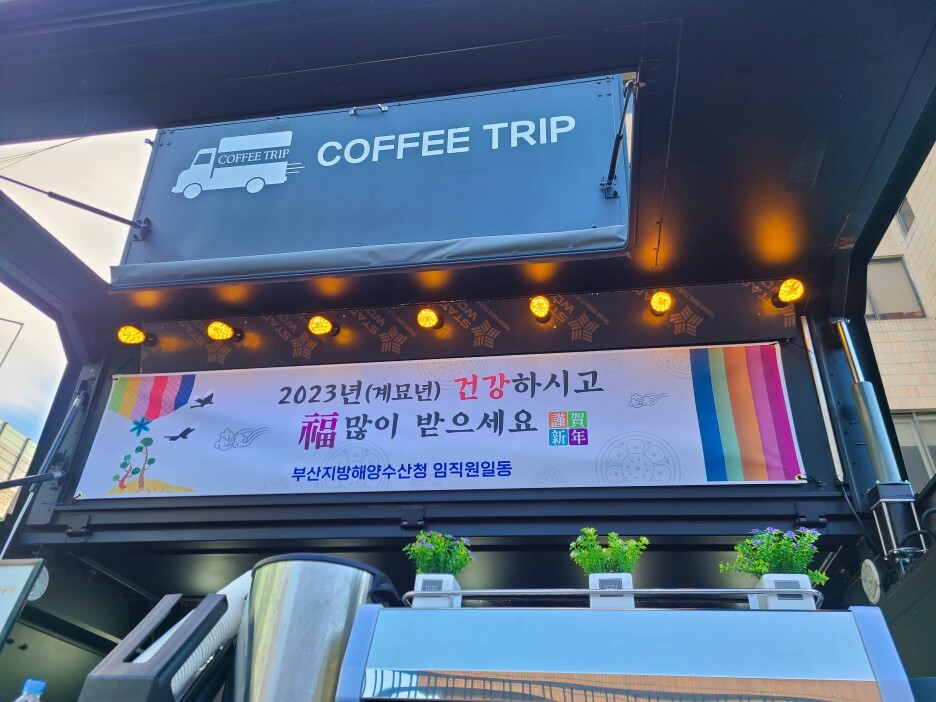 COFFEE TRIP
COFFEE TRIP
2023년(계묘년) 건강하시고
福많이 받으세요 謹賀
新年
부산지방해양수산청 임직원일동